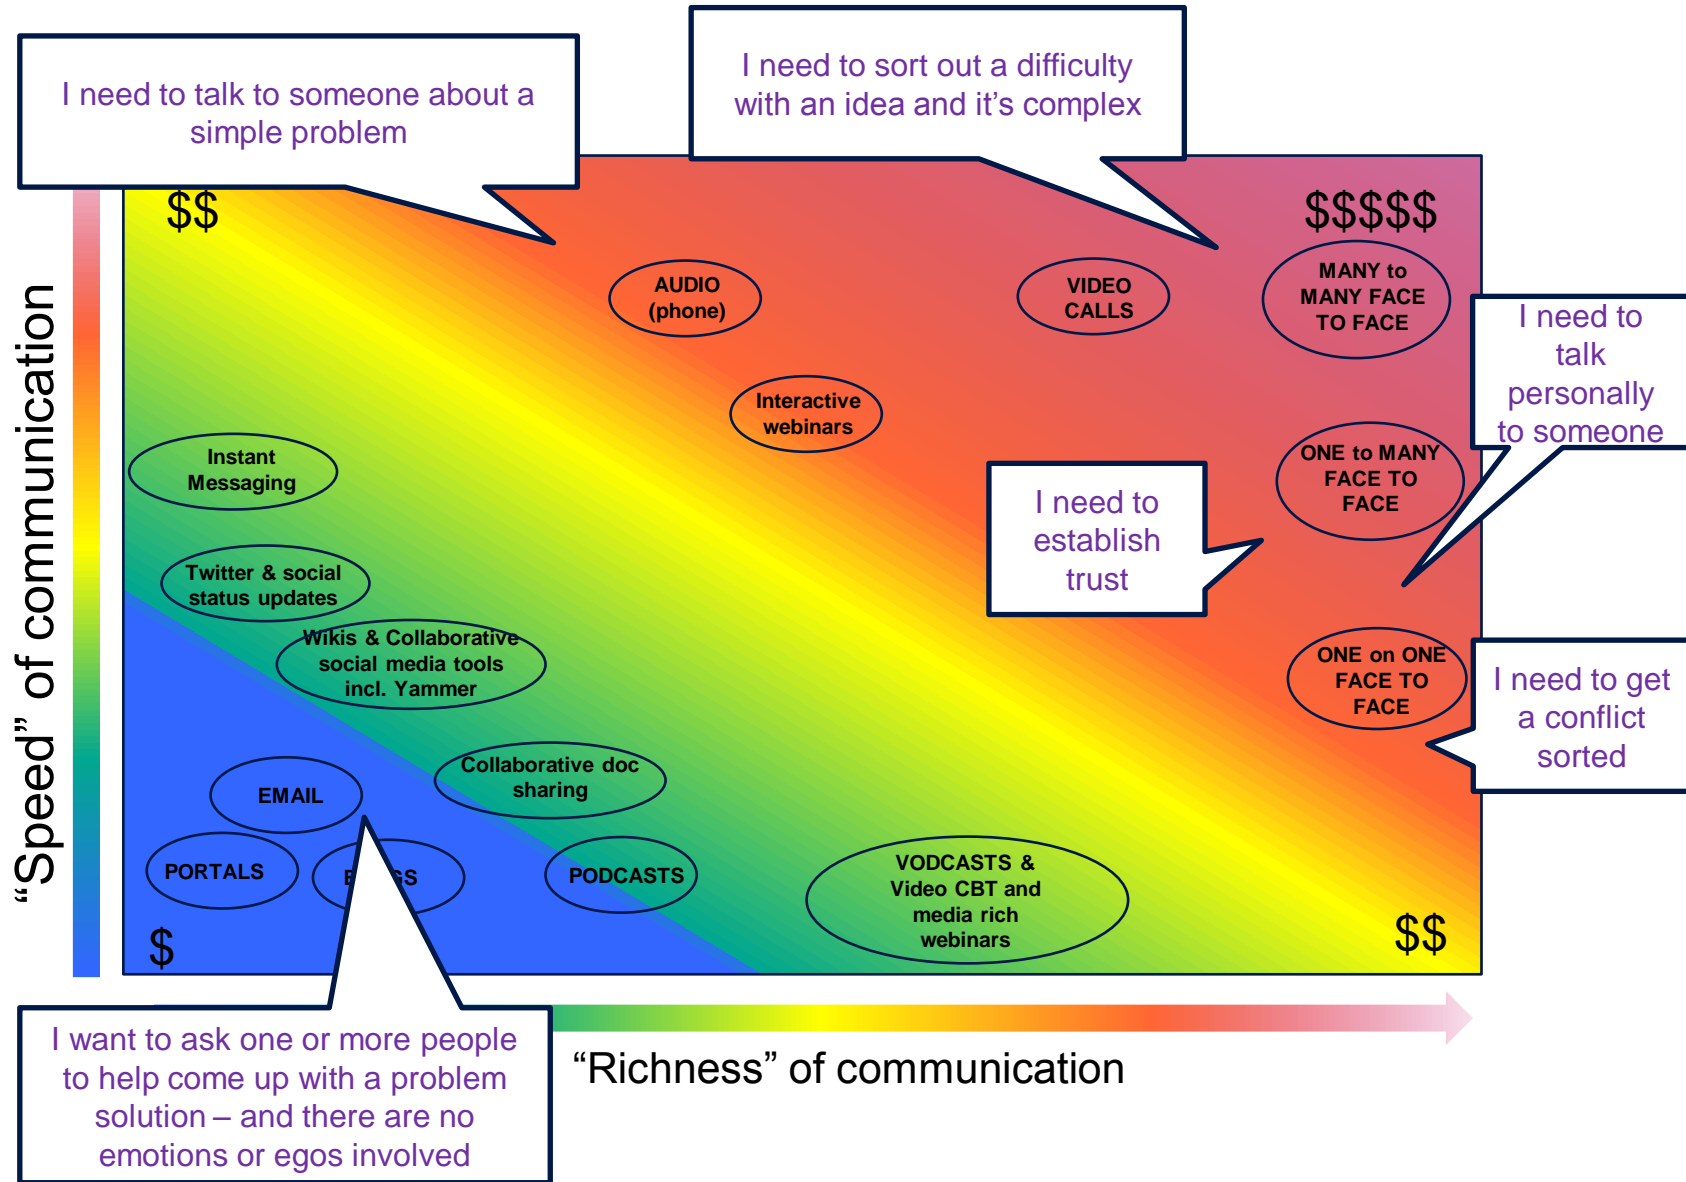 I need to talk to someone about a
simple problem
I need to sort out a difficulty
with an idea and it's complex
$$
$$$$$
AUDIO
(phone)
VIDEO
CALLS
MANY to
MANY FACE
TO FACE
I need to
talk
personally
to someone
Interactive
webinars
Instant
Messaging
ONE to MANY
FACE TO
FACE
I need to
establish
trust
Twitter & social
status updates
Wikis & Collaborative
social media tools
incl. Yammer
ONE on ONE
FACE TO
FACE
I need to get
a conflict
sorted
Collaborative doc
sharing
EMAIL
PORTALS
PODCASTS
VODCASTS &
Video CBT and
media rich
webinars
$
$$
"Speed" of communication
"Richness" of communication
I want to ask one or more people
to help come up with a problem
solution – and there are no
emotions or egos involved